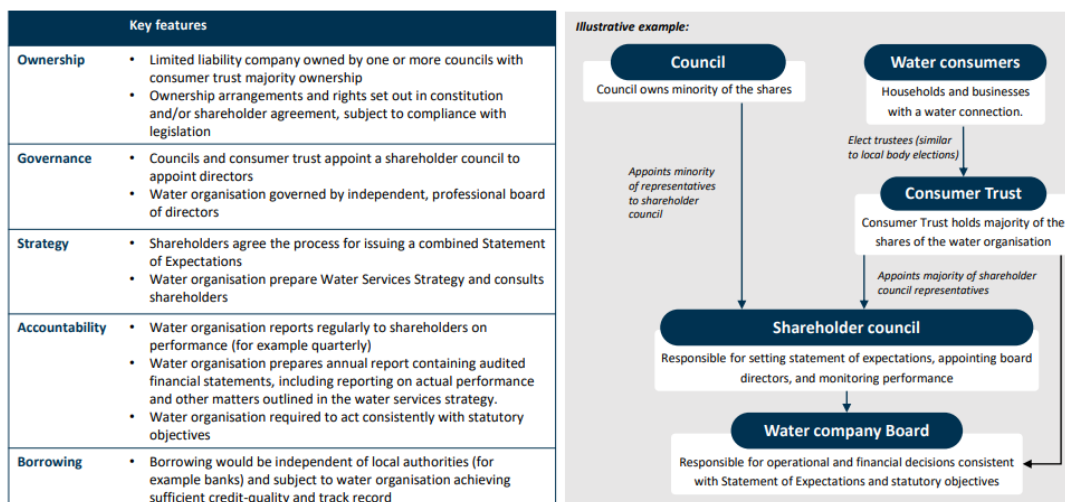 Key features
Ownership
• Limited liability company owned by one or more councils with
consumer trust majority ownership
• Ownership arrangements and rights set out in constitution
and/or shareholder agreement, subject to compliance with
legislation
Governance
• Councils and consumer trust appoint a shareholder council to
appoint directors
• Water organisation governed by independent, professional board
of directors
Strategy
• Shareholders agree the process for issuing a combined Statement
of Expectations
• Water organisation prepare Water Services Strategy and consults
shareholders
Accountability
• Water organisation reports regularly to shareholders on
performance (for example quarterly)
• Water organisation prepares annual report containing audited
financial statements, including reporting on actual performance
and other matters outlined in the water services strategy.
• Water organisation required to act consistently with statutory
objectives
Borrowing
• Borrowing would be independent of local authorities (for
example banks) and subject to water organisation achieving
sufficient credit-quality and track record
Illustrative example:
Council
Council owns minority of the shares
Water consumers
Households and businesses
with a water connection.
Elect trustees (similar
to local body elections)
Appoints minority
of representatives
to shareholder
council
Consumer Trust
Consumer Trust holds majority of the
shares of the water organisation
Appoints majority of shareholder
council representatives
Shareholder council
Responsible for setting statement of expectations, appointing board
directors, and monitoring performance
Water company Board
Responsible for operational and financial decisions consistent
with Statement of Expectations and statutory objectives